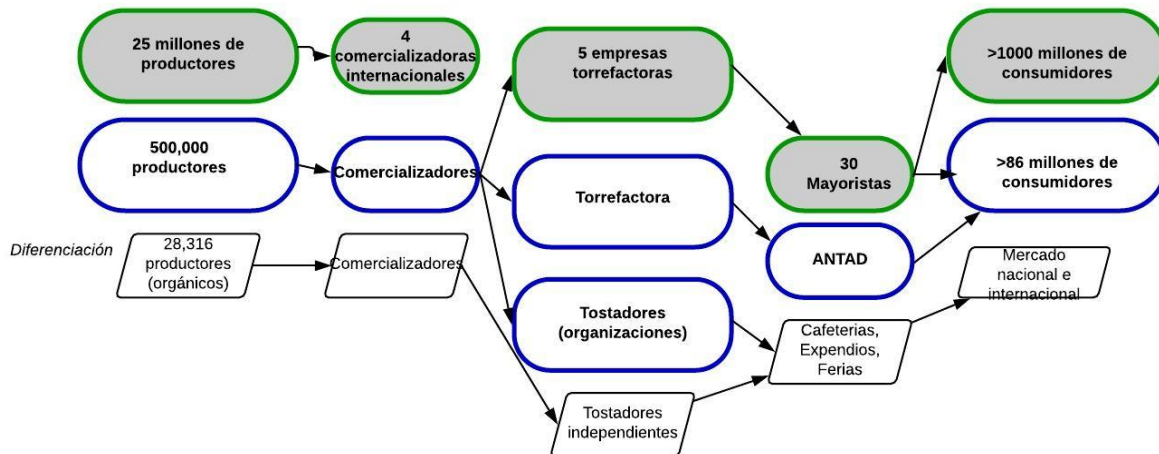 25 millones de
productores
4
comercializadoras
internacionales
5 empresas
torrefactoras
>1000 millones de
consumidores
500,000
productores
Comercializadores
Torrefactora
30
Mayoristas
>86 millones de
consumidores
Diferenciación
28,316
productores
(orgánicos)
Comercializadores
Tostadores
(organizaciones)
ANTAD
Mercado
nacional e
internacional
Cafeterias,
Expendios,
Ferias
Tostadores
independientes